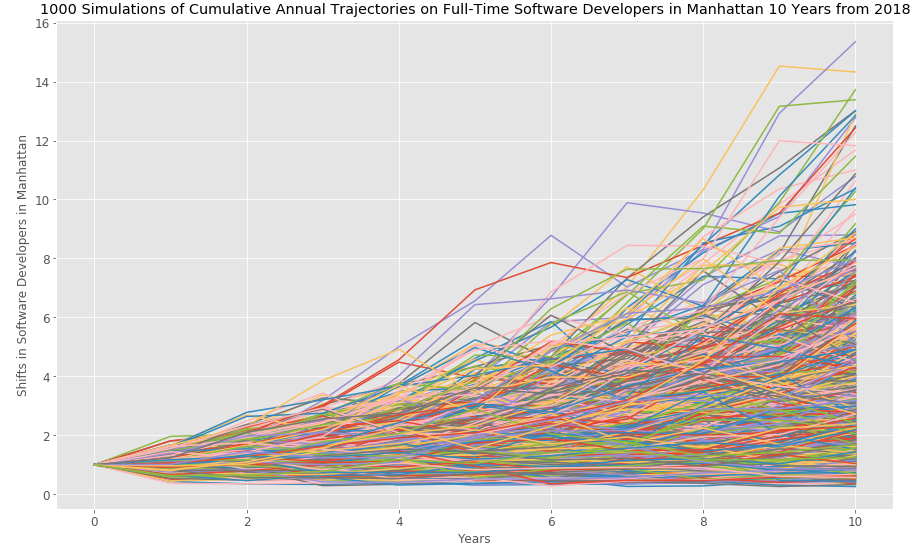 1000 Simulations of Cumulative Annual Trajectories on Full-Time Software Developers in Manhattan 10 Years from 2018
16
14
12
10
8
6
4
2
0
Shifts in Software Developers in Manhattan
0 2 4 6 8 10
Years